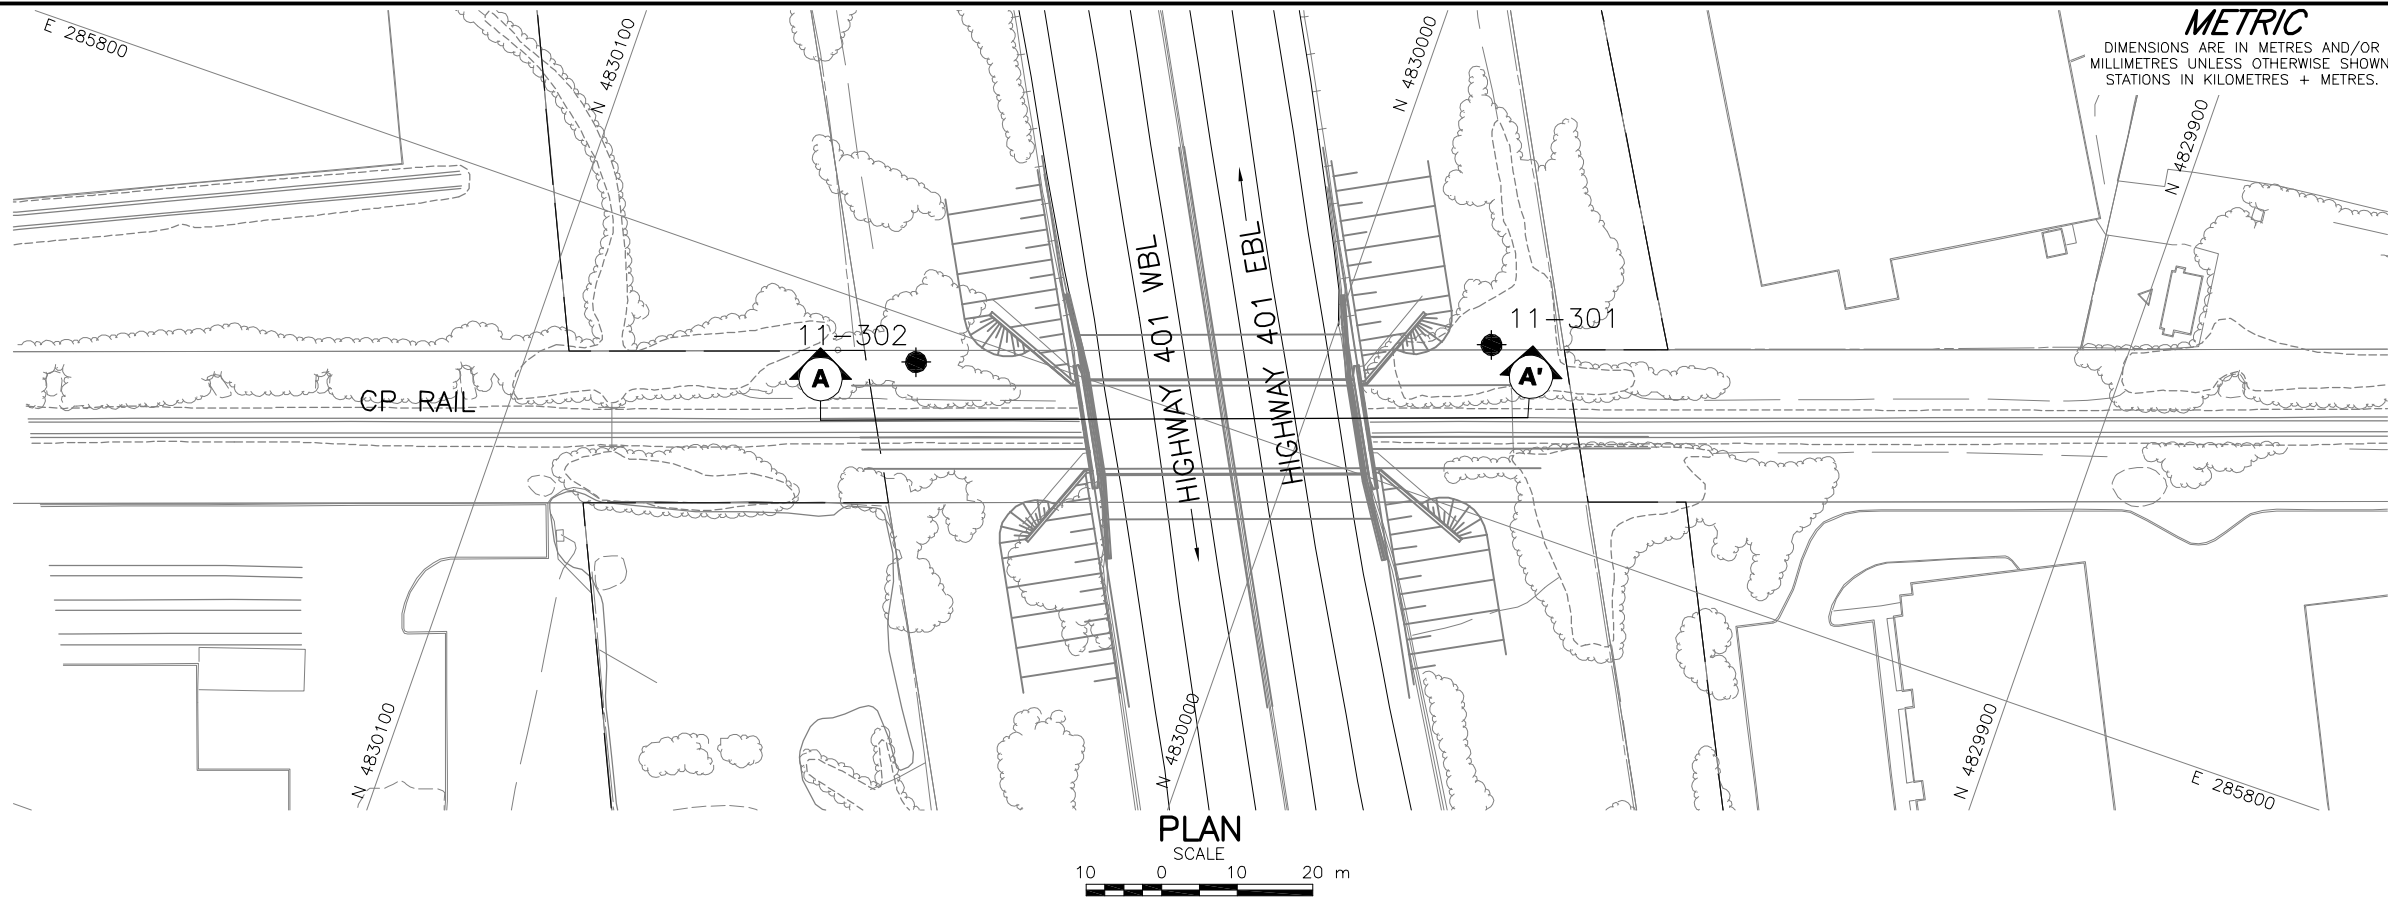 METRIC
DIMENSIONS ARE IN METRES AND/OR
MILLIMETRES UNLESS OTHERWISE SHOWN
STATIONS IN KILOMETRES + METRES.
E 285800
N 4830100
N 4830000
N 4829900
HIGHWAY 401 WBL
HIGHWAY 401 EBL
11-302
11-301
A
A'
CP RAIL
N 4830100
N 4830000
N 4829900
E 285800
PLAN
SCALE
10 0 10 20 m